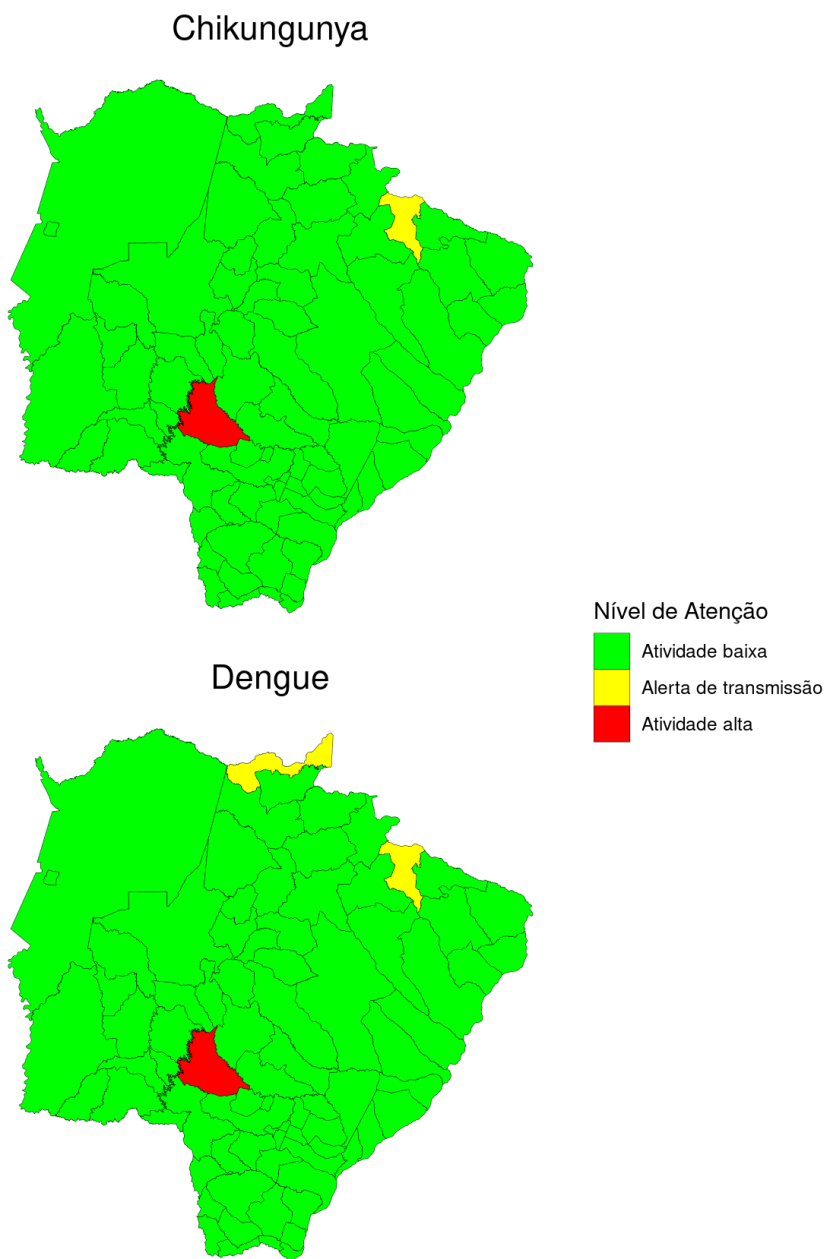 Chikungunya
Nível de Atenção
Atividade baixa
Alerta de transmissão
Atividade alta
Dengue